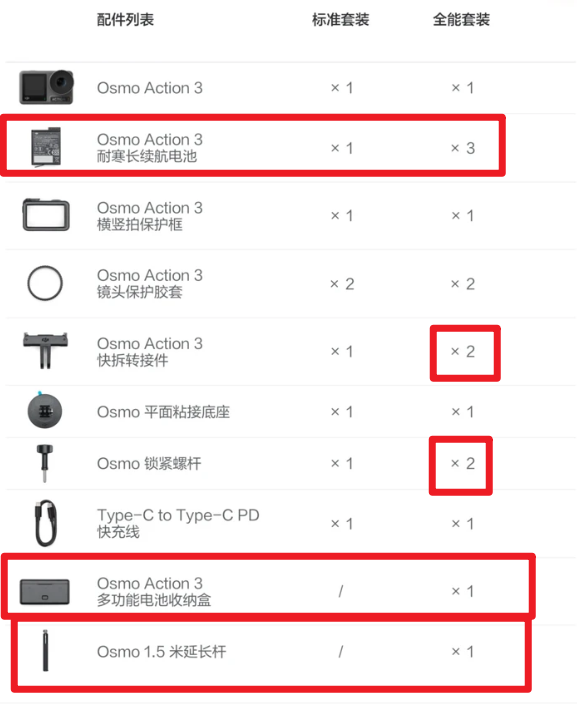 配件列表 标准套装 全能套装
Osmo Action 3 × 1 × 1
Osmo Action 3
耐寒长续航电池 × 1 × 3
Osmo Action 3
横竖拍保护框 × 1 × 1
Osmo Action 3
镜头保护胶套 × 2 × 2
Osmo Action 3
快拆转接件 × 1 × 2
Osmo 平面粘接底座 × 1 × 1
Osmo 锁紧螺杆 × 1 × 2
Type-C to Type-C PD
快充线 × 1 × 1
Osmo Action 3
多功能电池收纳盒 / × 1
Osmo 1.5 米延长杆 / × 1